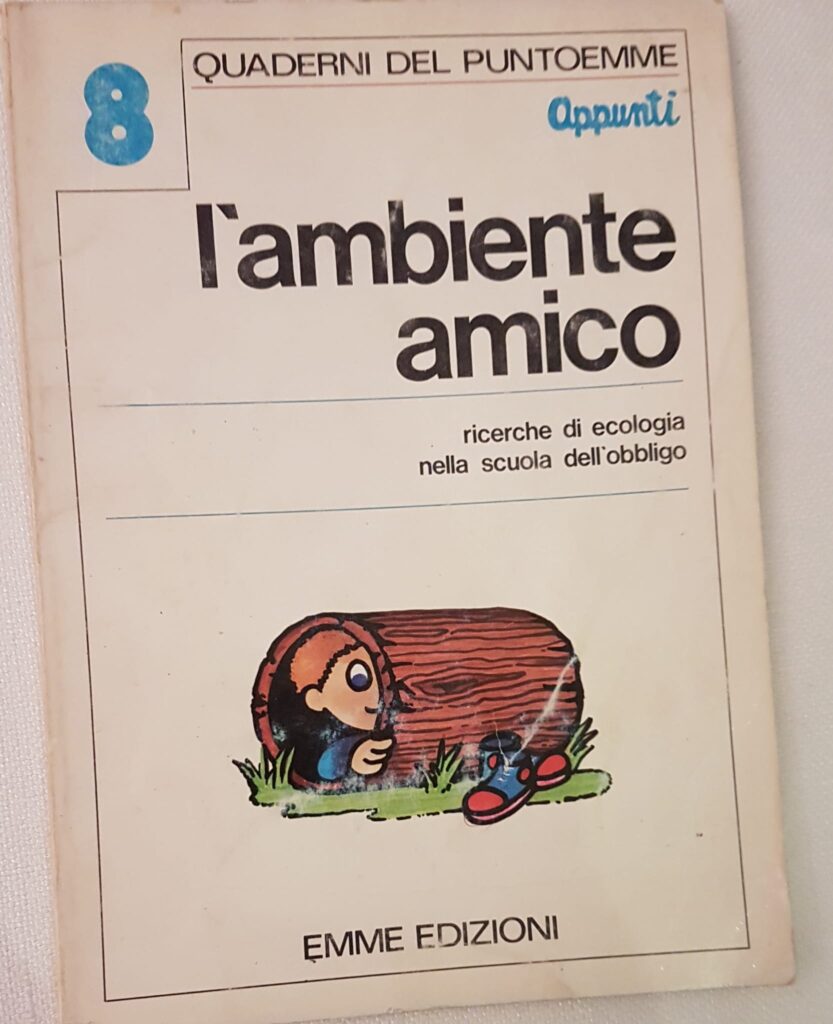 8
QUADERNI DEL PUNTOEMME
appunti
l'ambiente
amico
ricerche di ecologia
nella scuola dell'obbligo
EMME EDIZIONI